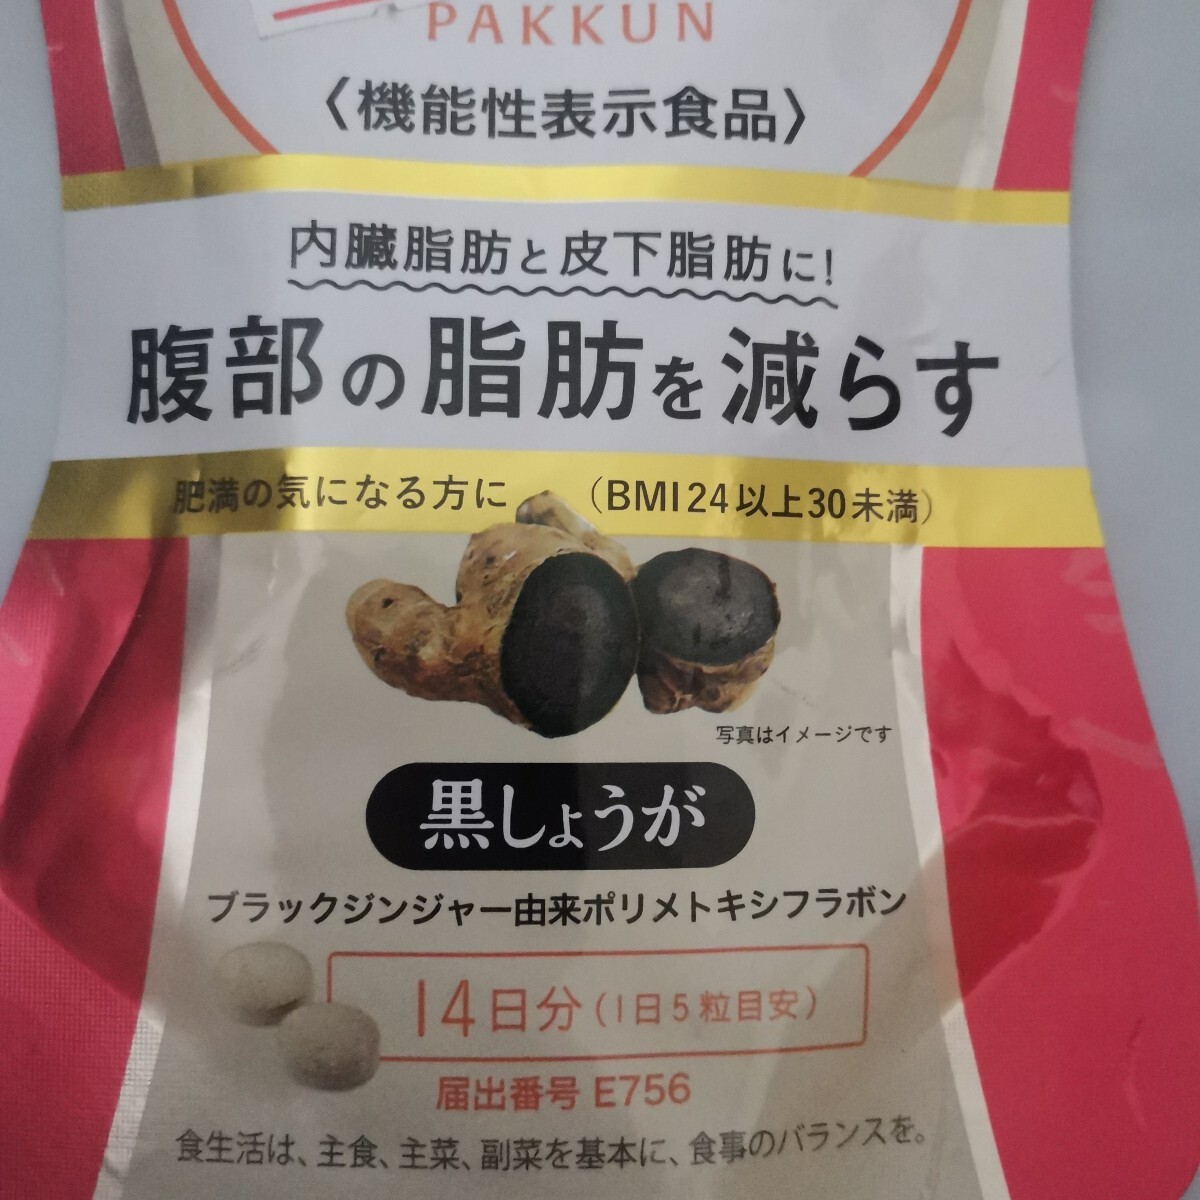 PAKKUN
〈機能性表示食品〉
内臓脂肪と皮下脂肪に!
腹部の脂肪を減らす
肥満の気になる方に (BMI24以上30未満)
写真はイメージです
黒しょうが
ブラックジンジャー由来ポリメトキシフラボン
14日分(1日5粒目安)
届出番号 E756
食生活は、主食、主菜、副菜を基本に、食事のバランスを。